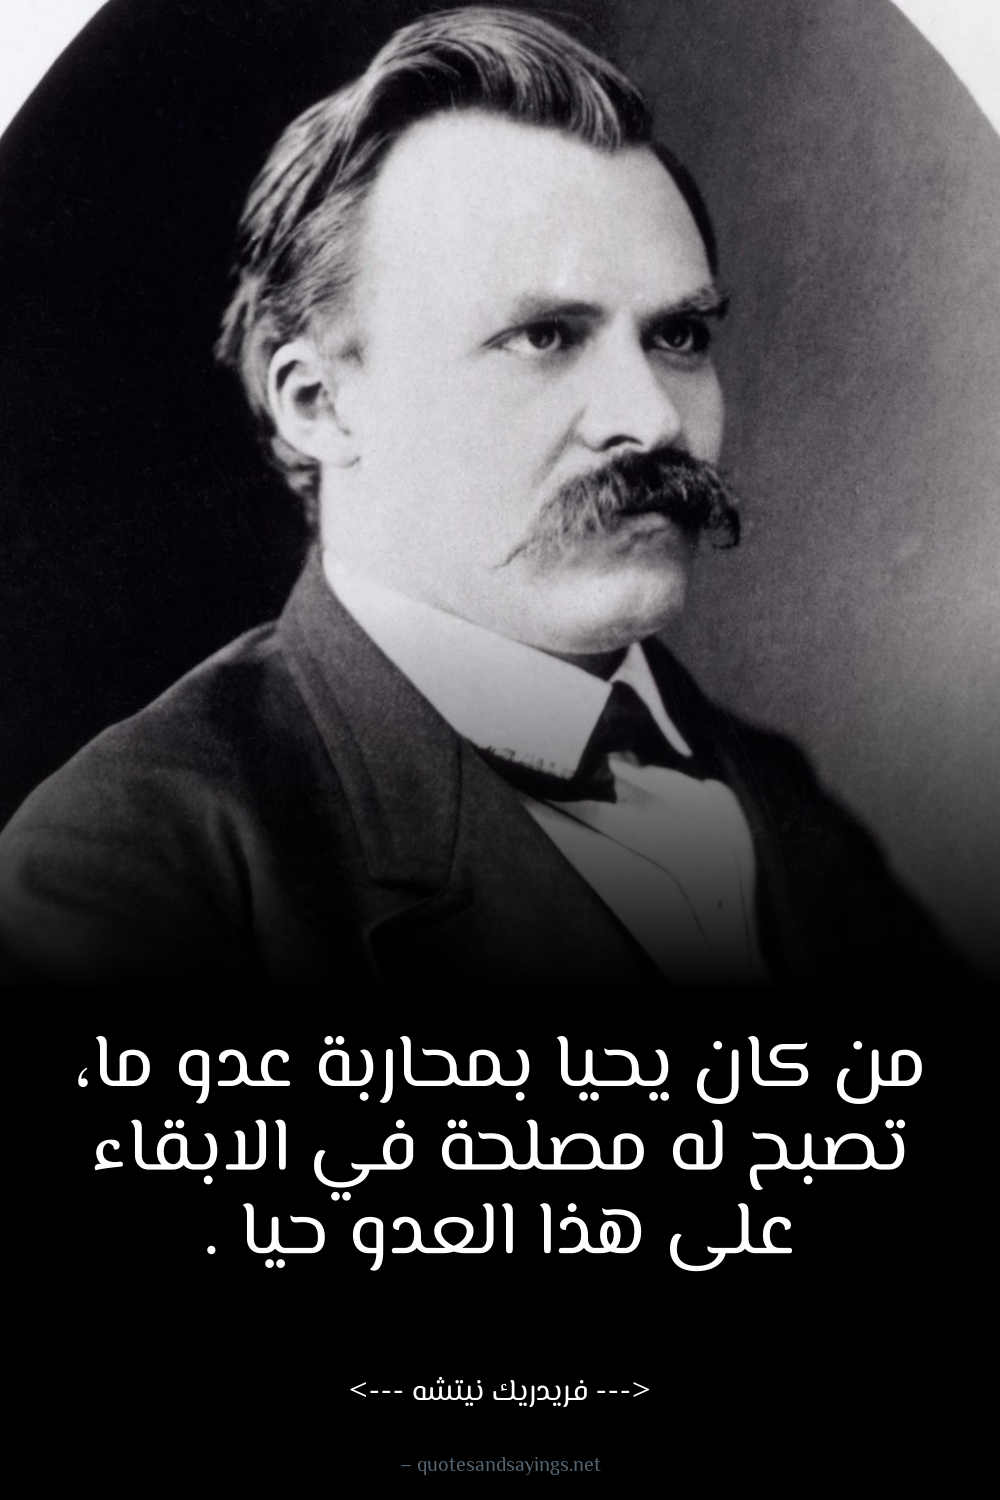 من كان يحيا بمحاربة عدو ما،
تصبح له مصلحة في الابقاء
على هذا العدو حيا .
<--- فريدريك نيتشه --->
– quotesandsayings.net